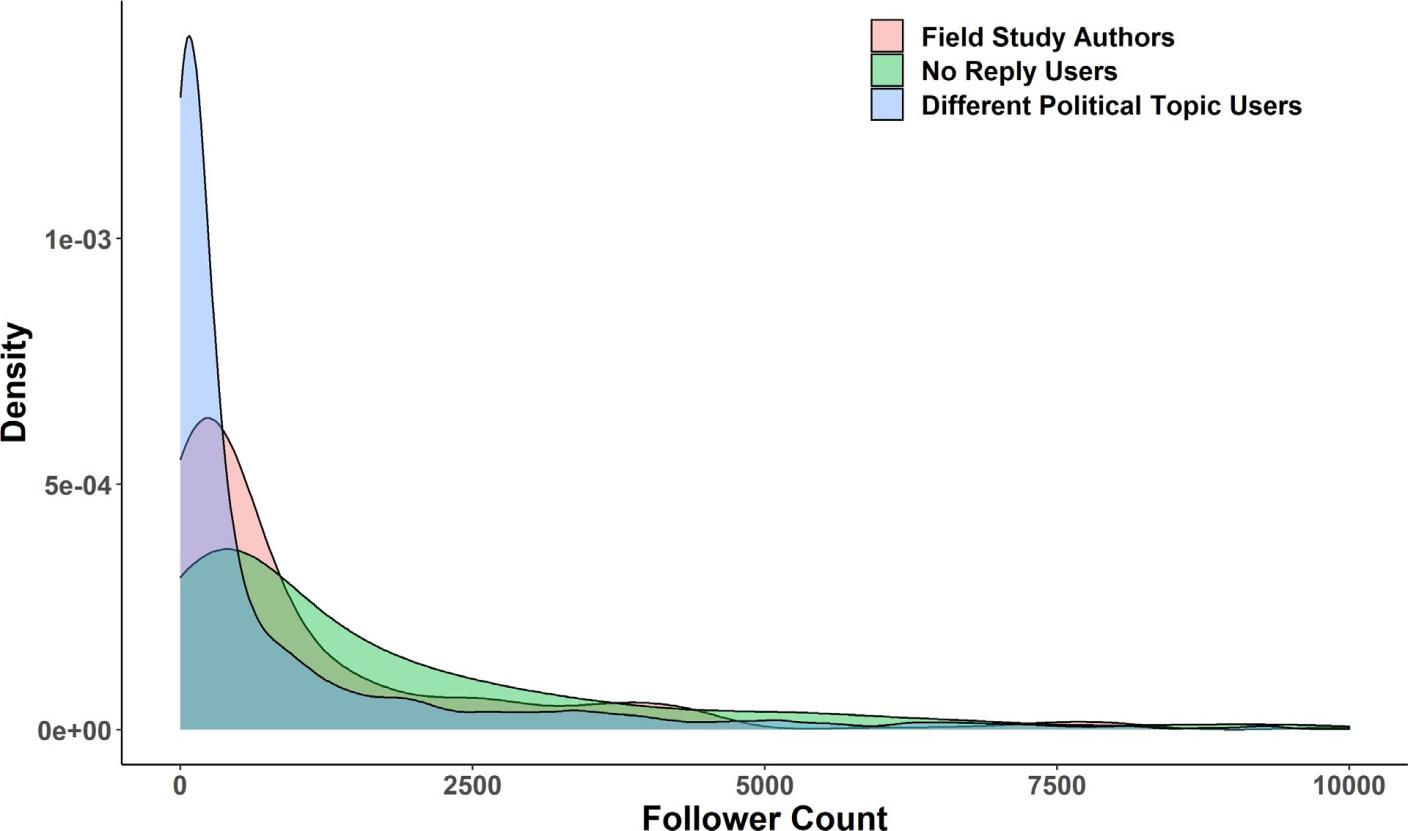 Field Study Authors
No Reply Users
Different Political Topic Users
Density
1e-03
5e-04
0e+00
0 2500 5000 7500 10000
Follower Count